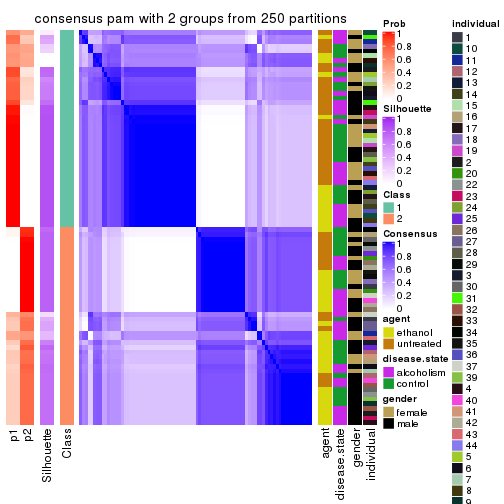 consensus pam with 2 groups from 250 partitions
p1
p2
Silhouette
Class
agent
disease.state
gender
individual
Prob
1
0.8
0.6
0.4
0.2
0
Silhouette
1
0.8
0.6
0.4
0.2
0
Class
1
2
Consensus
1
0.8
0.6
0.4
0.2
0
agent
ethanol
untreated
disease.state
alcoholism
control
gender
female
male
individual
1
10
11
12
13
14
15
16
17
18
19
2
20
22
23
24
25
26
27
28
29
3
30
31
32
33
34
35
36
37
39
4
40
41
42
43
44
5
6
7
8
9